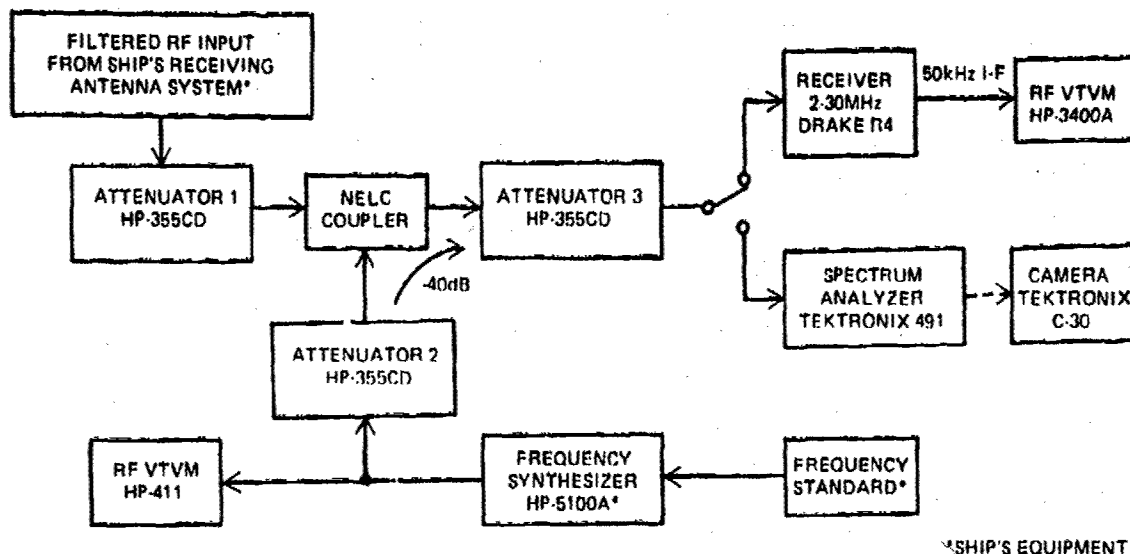 FILTERED RF INPUT
FROM SHIP'S RECEIVING
ANTENNA SYSTEM*
ATTENUATOR 1
HP-355CD
NELC
COUPLER
ATTENUATOR 3
HP-355CD
-40dB
ATTENUATOR 2
HP-355CD
RECEIVER
2-30MHz
DRAKE R4
50kHz I-F
RF VTVM
HP-3400A
SPECTRUM
ANALYZER
TEKTRONIX 491
CAMERA
TEKTRONIX
C-30
RF VTVM
HP-411
FREQUENCY
SYNTHESIZER
HP-5100A*
FREQUENCY
STANDARD*
*SHIP'S EQUIPMENT